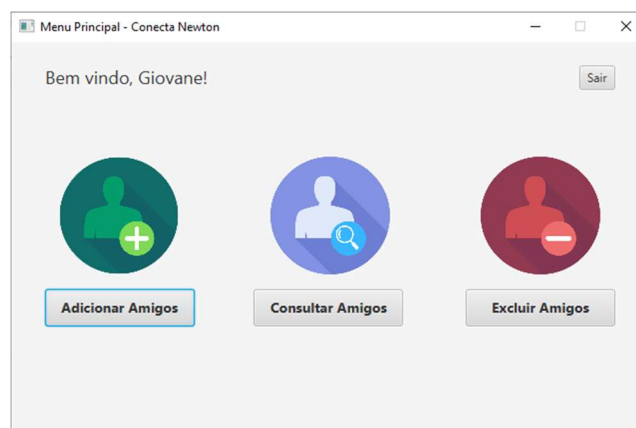 Menu Principal - Conecta Newton
Bem vindo, Giovane!
Sair
Adicionar Amigos
Consultar Amigos
Excluir Amigos